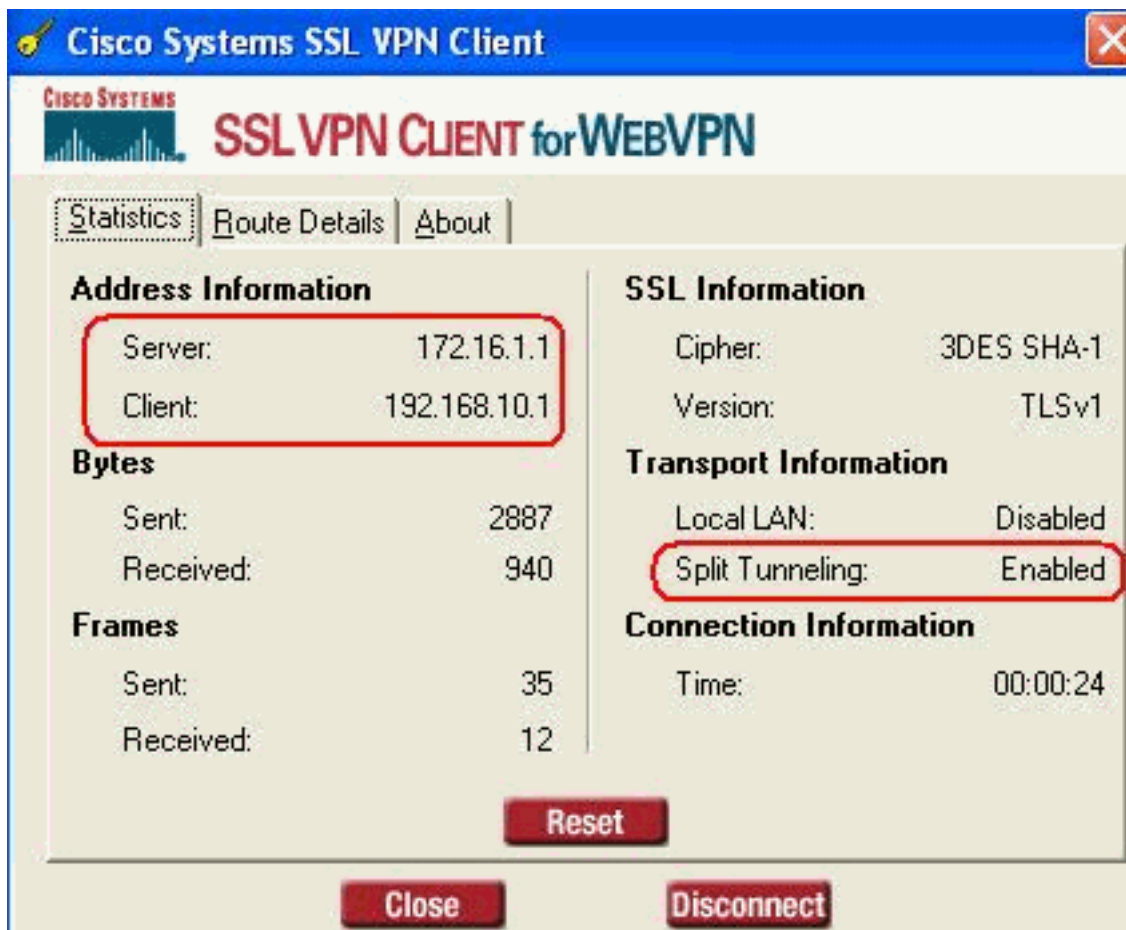 Cisco Systems SSL VPN Client
CISCO SYSTEMS
SSL VPN CLIENT for WEBVPN
Statistics Route Details About
Address Information
Server: 172.16.1.1
Client: 192.168.10.1
Bytes
Sent: 2887
Received: 940
Frames
Sent: 35
Received: 12
SSL Information
Cipher: 3DES SHA-1
Version: TLSv1
Transport Information
Local LAN: Disabled
Split Tunneling: Enabled
Connection Information
Time: 00:00:24
Reset
Close Disconnect